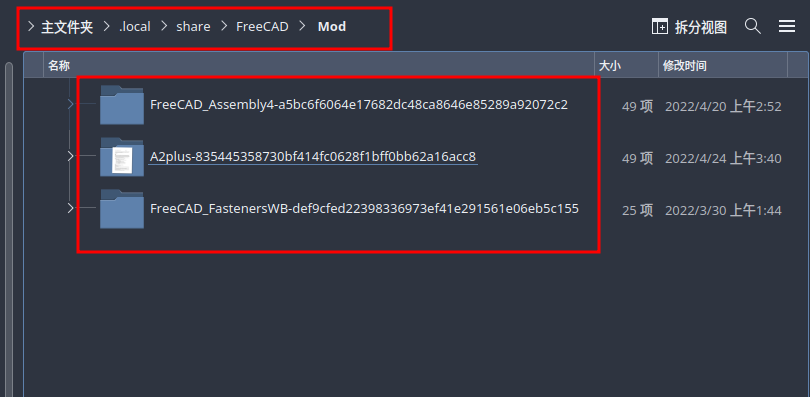 主文件夹 .local share FreeCAD Mod 拆分视图
名称 大小 修改时间
FreeCAD_Assembly4-a5bc6f6064e17682dc48ca8646e85289a92072c2 49 项 2022/4/20 上午2:52
A2plus-835445358730bf414fc0628f1bff0bb62a16acc8 49 项 2022/4/24 上午3:40
FreeCAD_FastenersWB-def9cfed22398336973ef41e291561e06eb5c155 25 项 2022/3/30 上午1:44